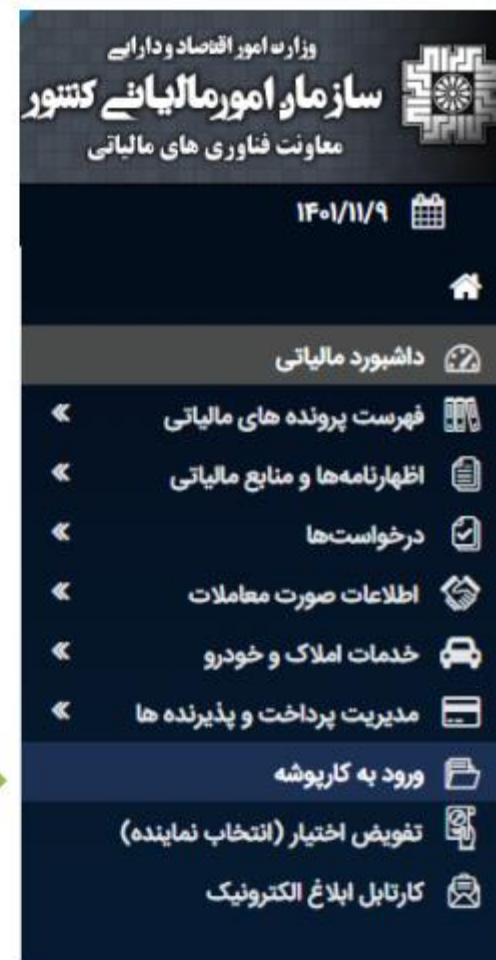 وزارت امور اقتصاد و دارایی
سازمان امور مالیاتی کشور
معاونت فناوری های مالیاتی
۱۴۰۱/۱۱/۹
داشبورد مالیاتی
فهرست پرونده های مالیاتی
اظهارنامه‌ها و منابع مالیاتی
درخواست‌ها
اطلاعات صورت معاملات
خدمات املاک و خودرو
مدیریت پرداخت و پذیرنده ها
ورود به کارپوشه
تفویض اختیار (انتخاب نماینده)
کارتابل ابلاغ الکترونیک